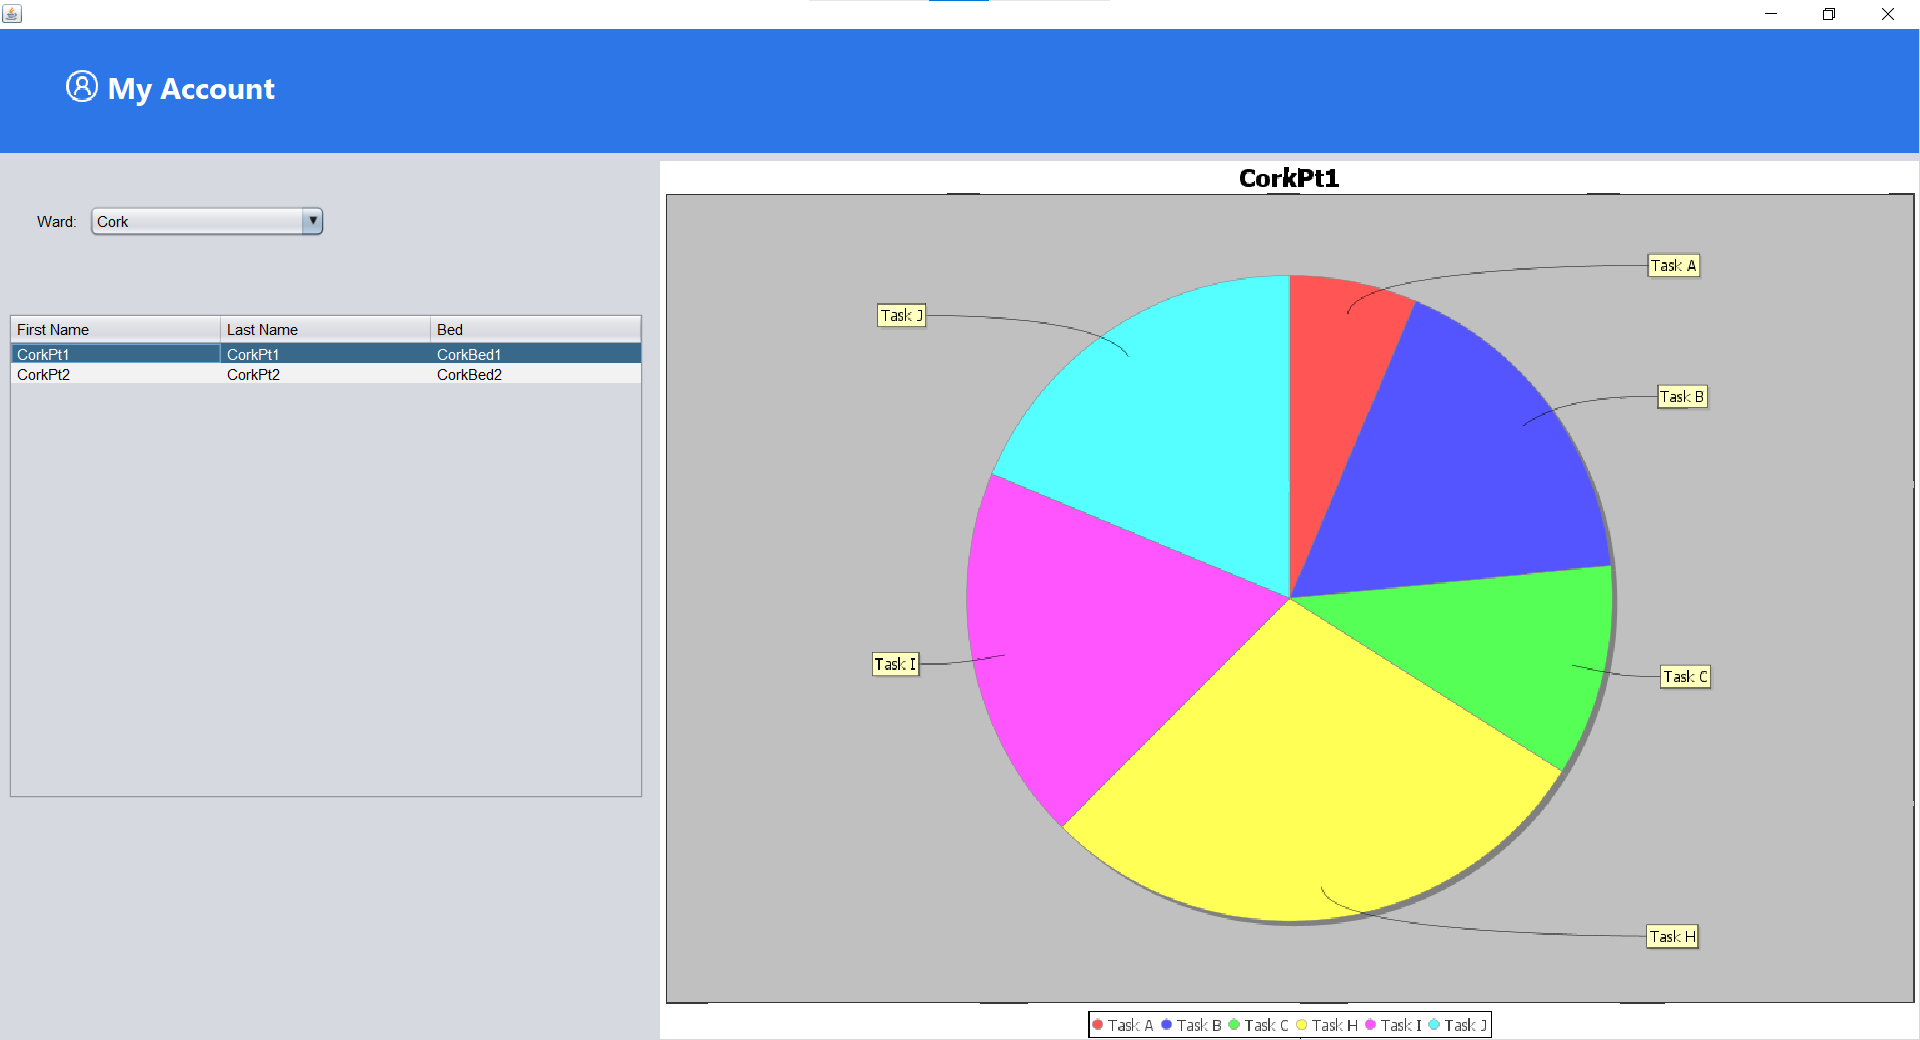 My Account
Ward: Cork
First Name Last Name Bed
CorkPt1 CorkPt1 CorkBed1
CorkPt2 CorkPt2 CorkBed2
CorkPt1
Task A
Task J
Task B
Task I
Task C
Task H
Task A Task B Task C Task H Task I Task J